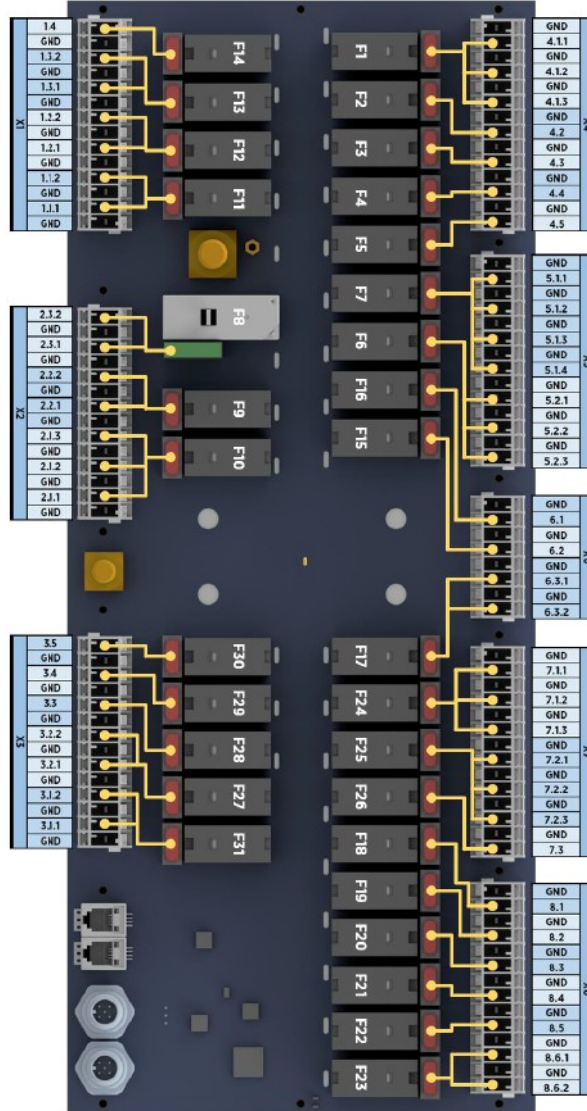 1.4
GND
1.3.2
GND
1.3.1
GND
1.2.2
GND
1.2.1
GND
1.1.2
GND
1.1.1
GND
X1
F14
F13
F12
F11
F8
2.3.2
GND
2.3.1
GND
2.2.2
GND
2.2.1
GND
2.1.3
GND
2.1.2
GND
2.1.1
GND
X2
F9
F10
3.5
GND
3.4
GND
3.3
GND
3.2.2
GND
3.2.1
GND
3.1.2
GND
3.1.1
GND
X3
F30
F29
F28
F27
F31
F1
F2
F3
F4
F5
F7
F6
F16
F15
F17
F24
F25
F26
F18
F19
F20
F21
F22
F23
GND
4.1.1
GND
4.1.2
GND
4.1.3
GND
4.2
GND
4.3
GND
4.4
GND
4.5
GND
5.1.1
GND
5.1.2
GND
5.1.3
GND
5.1.4
GND
5.2.1
GND
5.2.2
GND
5.2.3
GND
6.1
GND
6.2
GND
6.3.1
GND
6.3.2
GND
7.1.1
GND
7.1.2
GND
7.1.3
GND
7.2.1
GND
7.2.2
GND
7.2.3
GND
7.3
GND
8.1
GND
8.2
GND
8.3
GND
8.4
GND
8.5
GND
8.6.1
GND
8.6.2